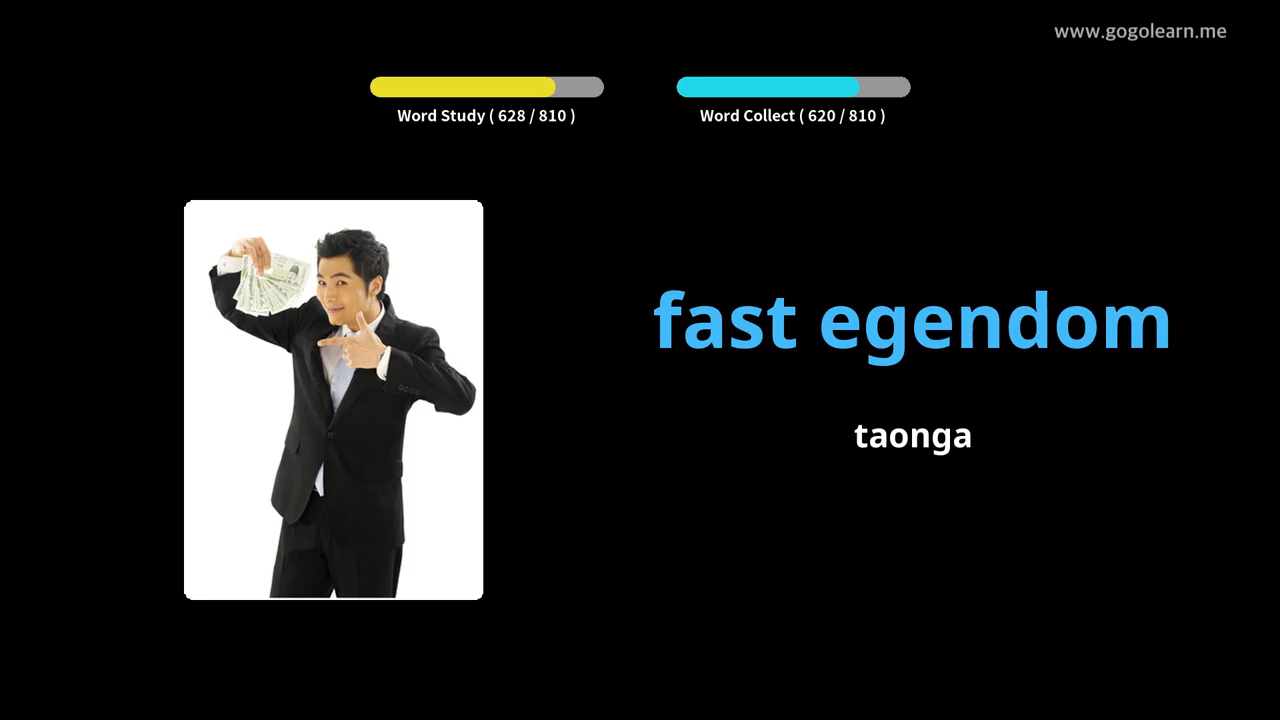 www.gogolearn.me
Word Study ( 628 / 810 )
Word Collect ( 620 / 810 )
fast egendom
taonga